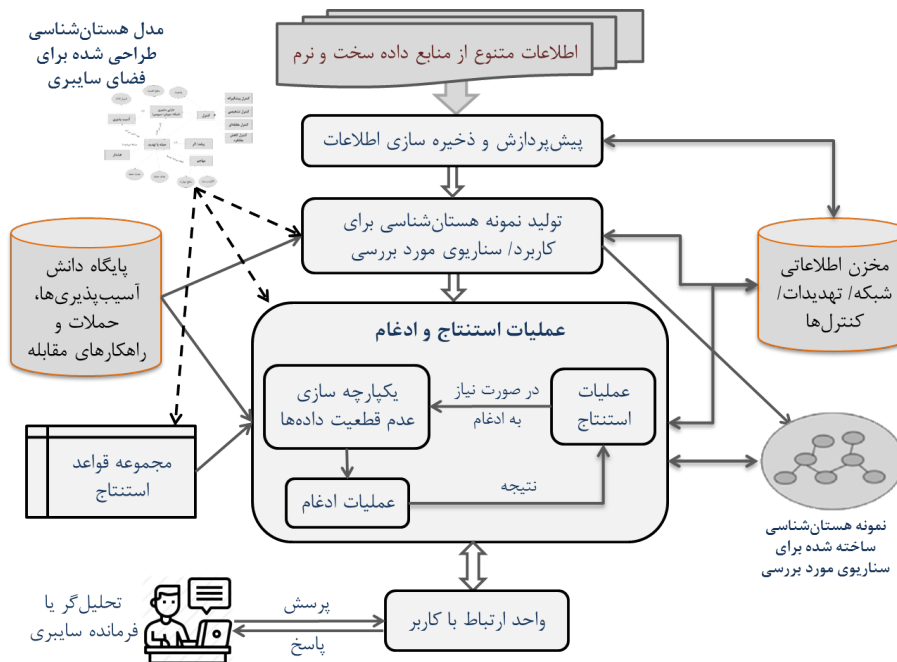 مدل هستان‌شناسی
طراحی شده برای
فضای سایبری
اطلاعات متنوع از منابع داده سخت و نرم
پیش‌پردازش و ذخیره سازی اطلاعات
تولید نمونه هستان‌شناسی برای
کاربرد/ سناریوی مورد بررسی
مخزن اطلاعاتی
شبکه/ تهدیدات/
کنترل‌ها
پایگاه دانش
آسیب‌پذیری‌ها،
حملات و
راهکارهای مقابله
عملیات استنتاج و ادغام
عملیات
استنتاج
در صورت نیاز
به ادغام
یکپارچه سازی
عدم قطعیت داده‌ها
عملیات ادغام
نتیجه
مجموعه قواعد
استنتاج
نمونه هستان‌شناسی
ساخته شده برای
سناریوی مورد بررسی
واحد ارتباط با کاربر
پرسش
پاسخ
تحلیل‌گر یا
فرمانده سایبری